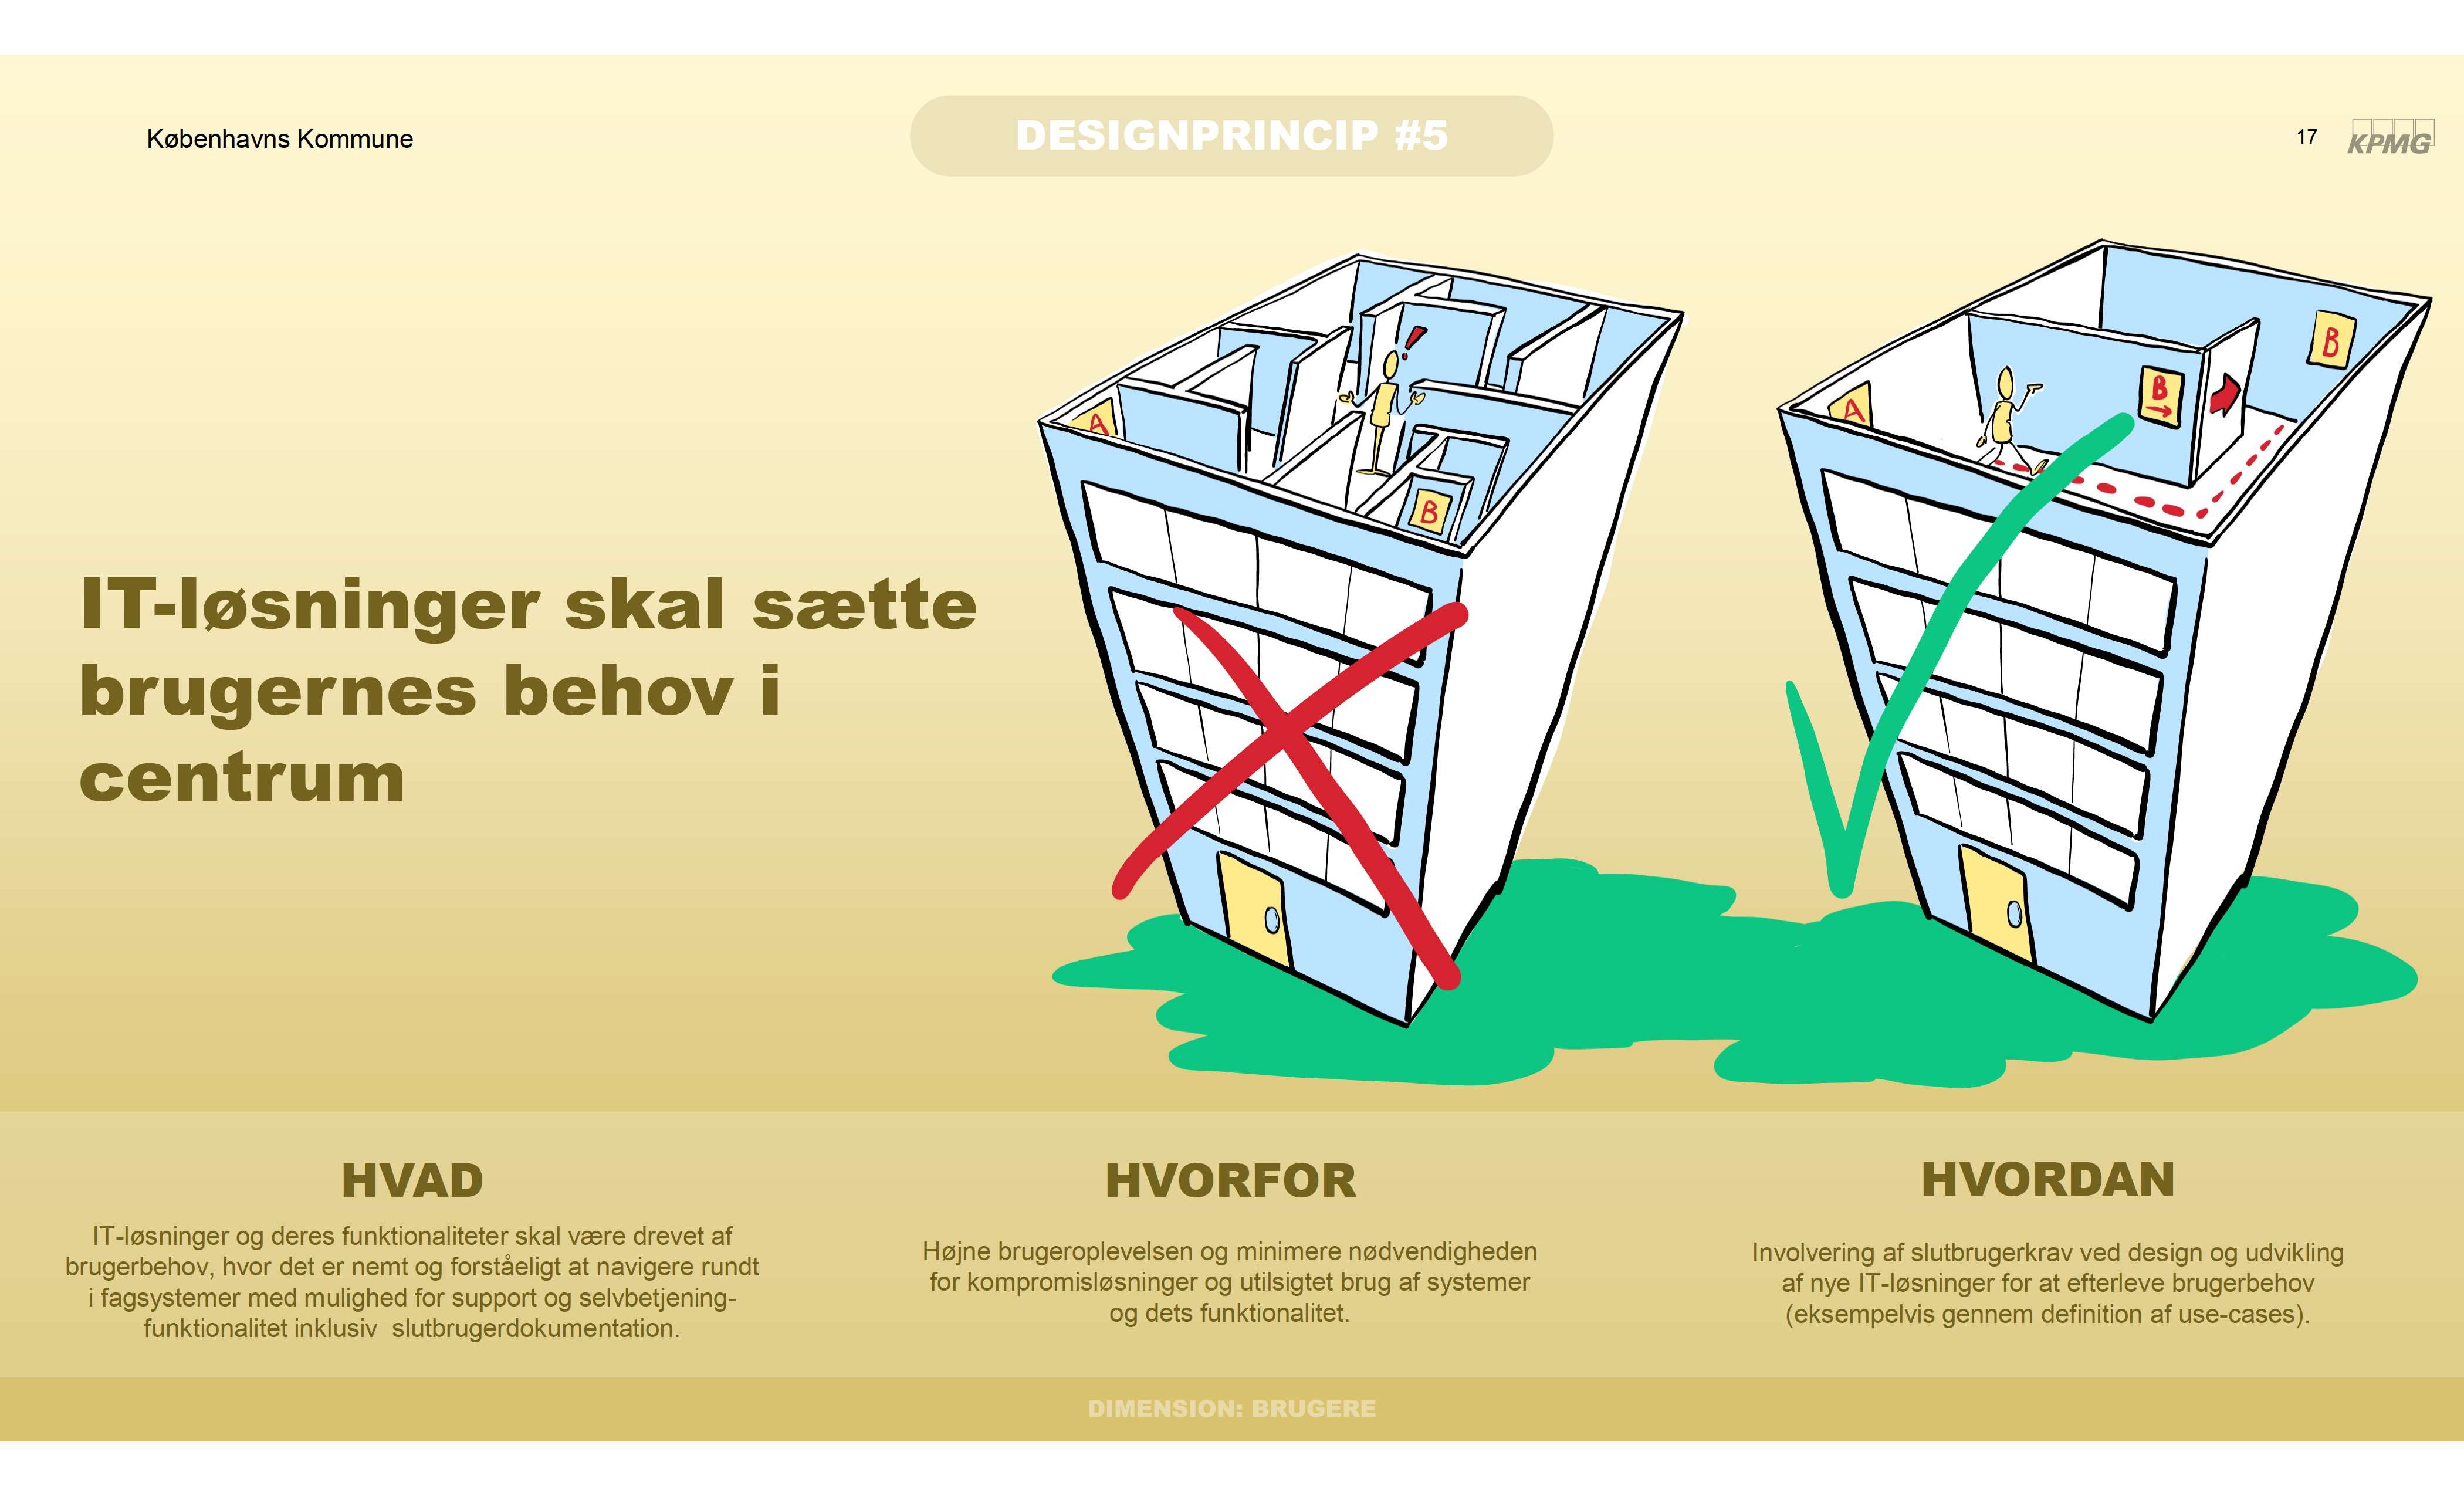 Københavns Kommune
DESIGNPRINCIP #5
17
KPMG
IT-løsninger skal sætte
brugernes behov i
centrum
A
B
A
B
B
HVAD
IT-løsninger og deres funktionaliteter skal være drevet af
brugerbehov, hvor det er nemt og forståeligt at navigere rundt
i fagsystemer med mulighed for support og selvbetjening-
funktionalitet inklusiv  slutbrugerdokumentation.
HVORFOR
Højne brugeroplevelsen og minimere nødvendigheden
for kompromisløsninger og utilsigtet brug af systemer
og dets funktionalitet.
HVORDAN
Involvering af slutbrugerkrav ved design og udvikling
af nye IT-løsninger for at efterleve brugerbehov
(eksempelvis gennem definition af use-cases).
DIMENSION: BRUGERE